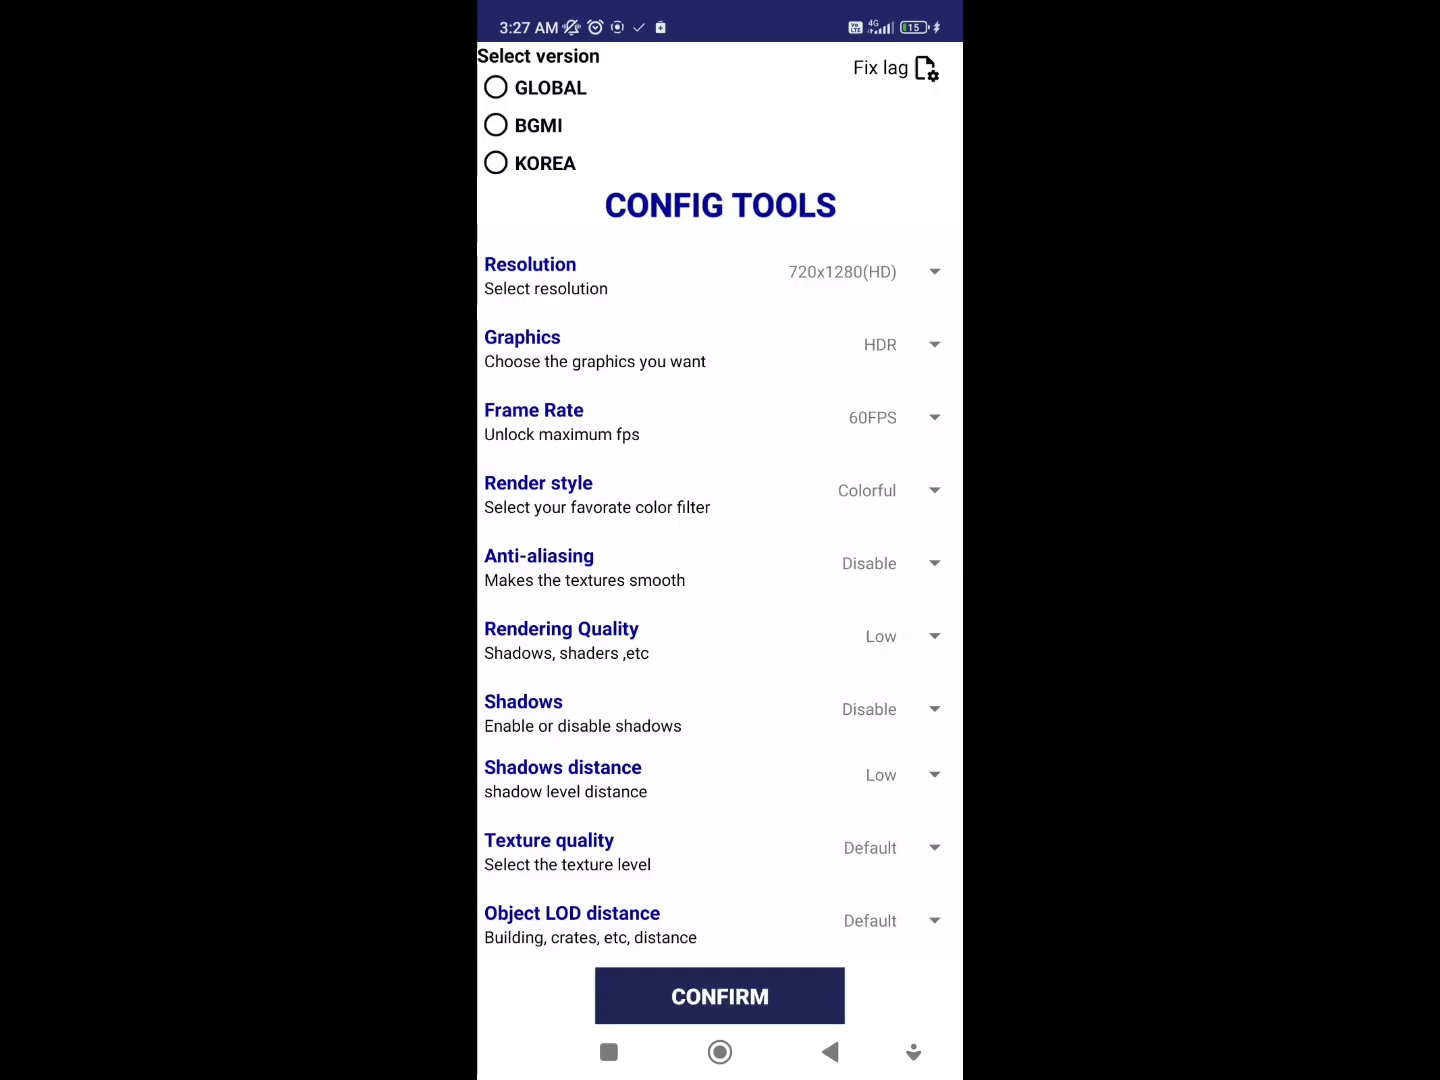 3:27 AM
Vo LTE 4G 15
Select version
Fix lag
GLOBAL
BGMI
KOREA
CONFIG TOOLS
Resolution
720x1280(HD)
Select resolution
Graphics
HDR
Choose the graphics you want
Frame Rate
60FPS
Unlock maximum fps
Render style
Colorful
Select your favorate color filter
Anti-aliasing
Disable
Makes the textures smooth
Rendering Quality
Low
Shadows, shaders ,etc
Shadows
Disable
Enable or disable shadows
Shadows distance
Low
shadow level distance
Texture quality
Default
Select the texture level
Object LOD distance
Default
Building, crates, etc, distance
CONFIRM